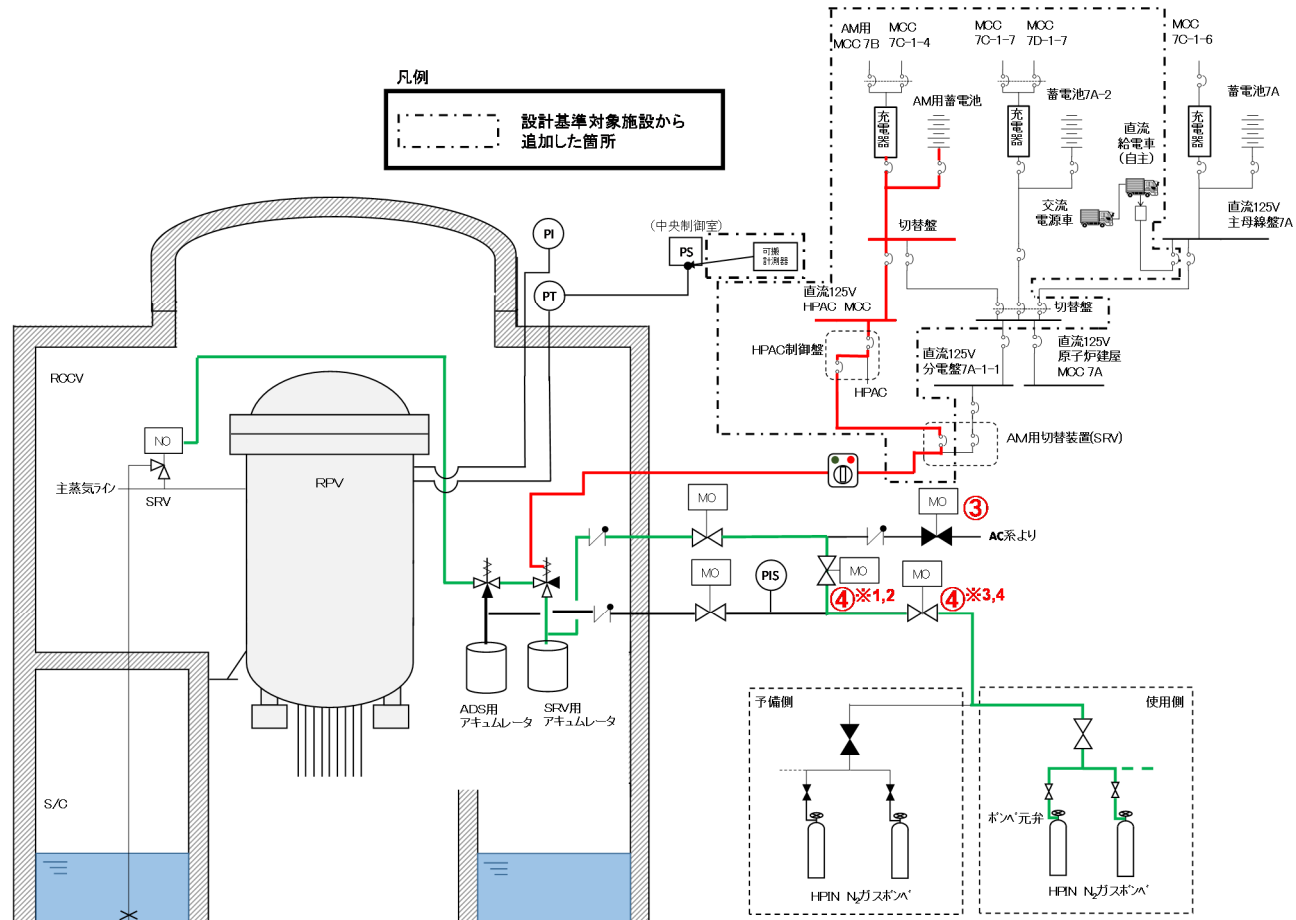 凡例
設計基準対象施設から
追加した箇所
AM用
MCC 7B
MCC
7C-1-4
MCC
7C-1-7
MCC
7D-1-7
MCC
7C-1-6
充電器
AM用蓄電池
充電器
蓄電池7A-2
直流
給電車
(自主)
交流
電源車
充電器
蓄電池7A
直流125V
主母線盤7A
切替盤
切替盤
(中央制御室)
PS
可搬
計測器
PI
PT
直流125V
HPAC MCC
HPAC制御盤
HPAC
直流125V
分電盤7A-1-1
直流125V
原子炉建屋
MCC 7A
AM用切替装置(SRV)
RCCV
NO
主蒸気ライン
SRV
RPV
MO
MO
③
AC系より
MO
PIS
MO
④※1,2
MO
④※3,4
ADS用
アキュムレータ
SRV用
アキュムレータ
S/C
予備側
使用側
ボンベ元弁
HPIN N₂ガスボンベ
HPIN N₂ガスボンベ